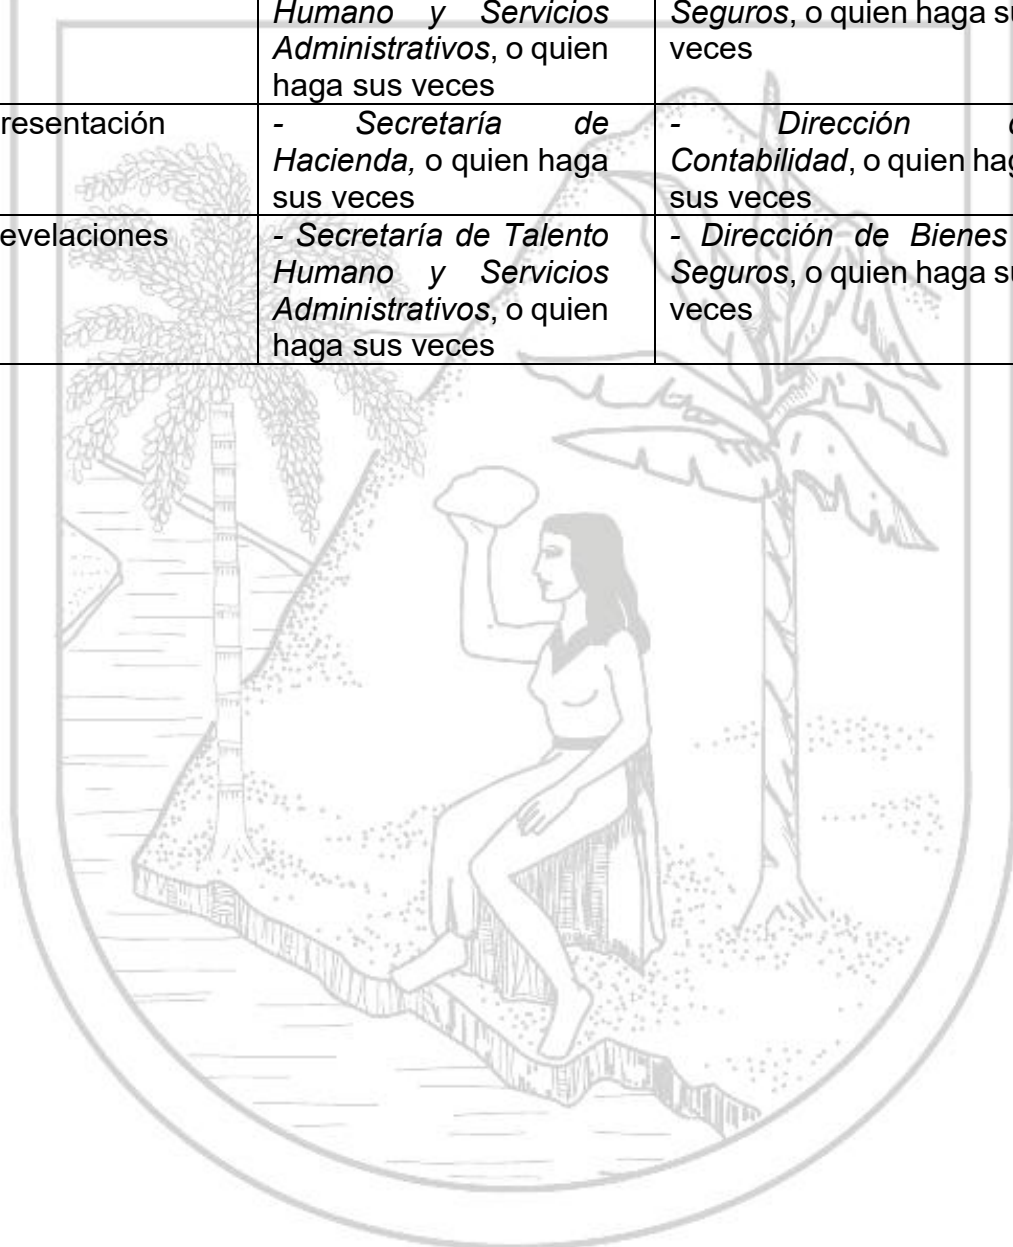 Humano y Servicios
Administrativos, o quien
haga sus veces
Seguros, o quien haga su
veces
resentación
- Secretaría de
Hacienda, o quien haga
sus veces
- Dirección
Contabilidad, o quien hag
sus veces
evelaciones
- Secretaría de Talento
Humano y Servicios
Administrativos, o quien
haga sus veces
- Dirección de Bienes
Seguros, o quien haga su
veces